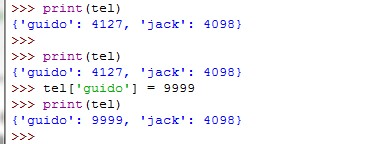 >>> print(tel)
{'guido': 4127, 'jack': 4098}
>>>
>>> print(tel)
{'guido': 4127, 'jack': 4098}
>>> tel['guido'] = 9999
>>> print(tel)
{'guido': 9999, 'jack': 4098}
>>>